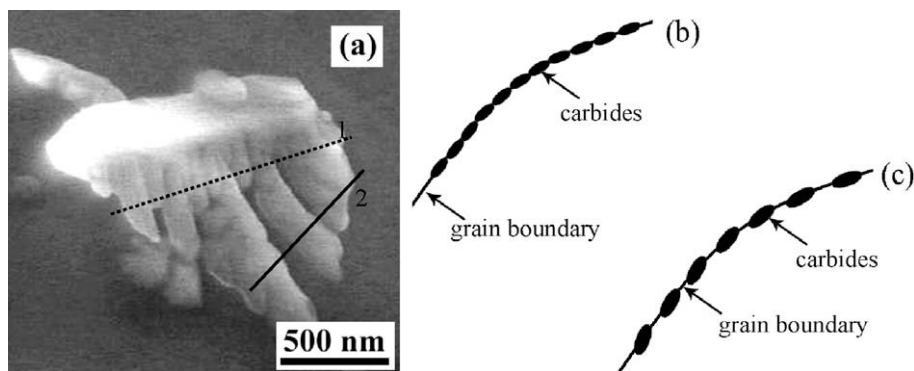 (a)
1
2
500 nm
(b)
carbides
grain boundary
(c)
carbides
grain boundary